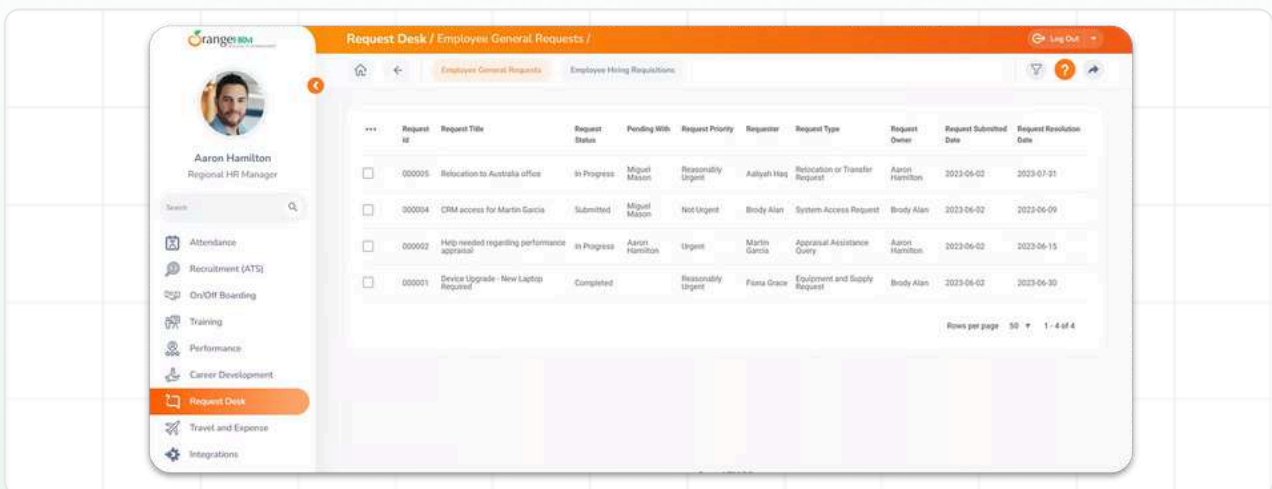 OrangeHRM
Request Desk / Employee General Requests /
Log Out
Employee General Requests
Employee Hiring Requisitions
?
Aaron Hamilton
Regional HR Manager
Search
Attendance
Recruitment (ATS)
On/Off Boarding
Training
Performance
Career Development
Request Desk
Travel and Expense
Integrations
Request Id Request Title Request Status Pending With Request Priority Requester Request Type Request Owner Request Submitted Date Request Resolution Date
000005 Relocation to Australia office In Progress Miguel Mason Reasonably Urgent Aaliyah Haq Relocation or Transfer Request Aaron Hamilton 2023-06-02 2023-07-31
000004 CRM access for Martin Garcia Submitted Miguel Mason Not Urgent Brody Alan System Access Request Brody Alan 2023-06-02 2023-06-09
000002 Help needed regarding performance appraisal In Progress Aaron Hamilton Urgent Martin Garcia Appraisal Assistance Query Aaron Hamilton 2023-06-02 2023-06-15
000001 Device Upgrade - New Laptop Required Completed Reasonably Urgent Fiona Grace Equipment and Supply Request Brody Alan 2023-06-02 2023-06-30
Rows per page 50 1 - 4 of 4